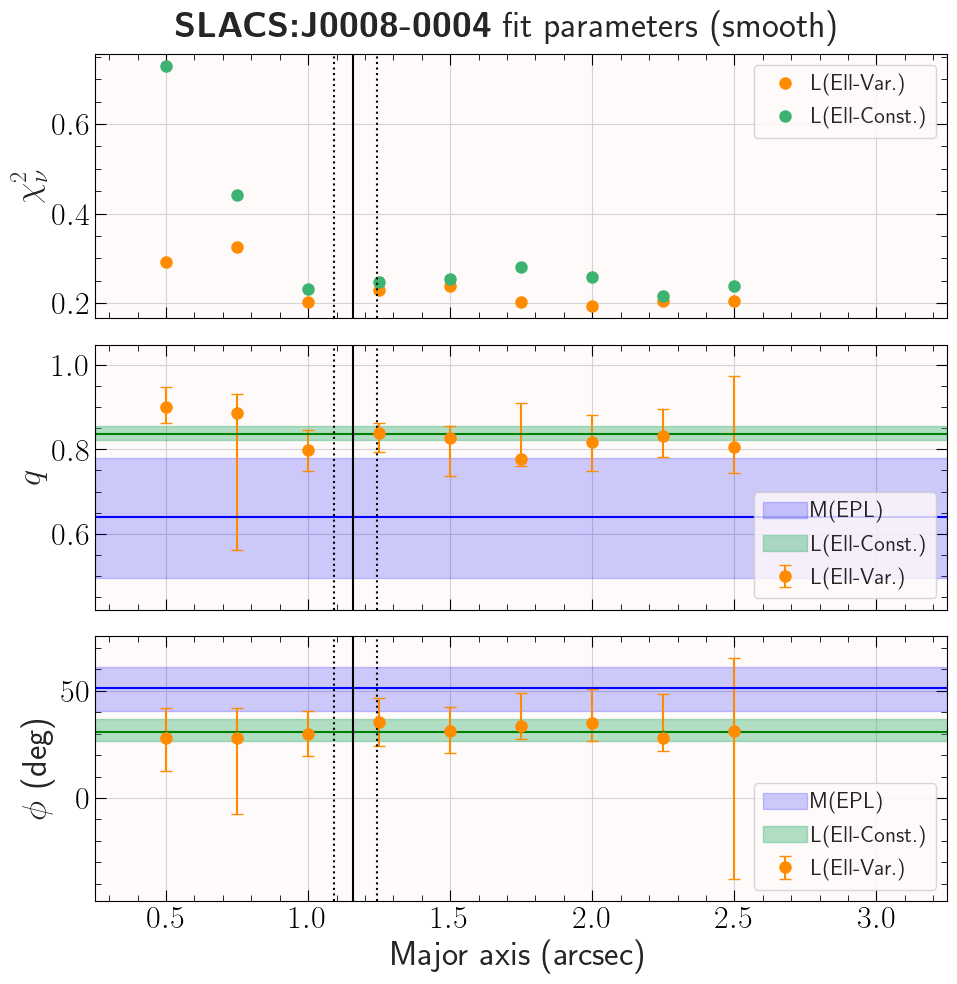 SLACS:J0008-0004 fit parameters (smooth)
χ²ν
0.6
0.4
0.2
L(Ell-Var.)
L(Ell-Const.)
q
1.0
0.8
0.6
M(EPL)
L(Ell-Const.)
L(Ell-Var.)
ϕ (deg)
50
0
M(EPL)
L(Ell-Const.)
L(Ell-Var.)
0.5 1.0 1.5 2.0 2.5 3.0
Major axis (arcsec)